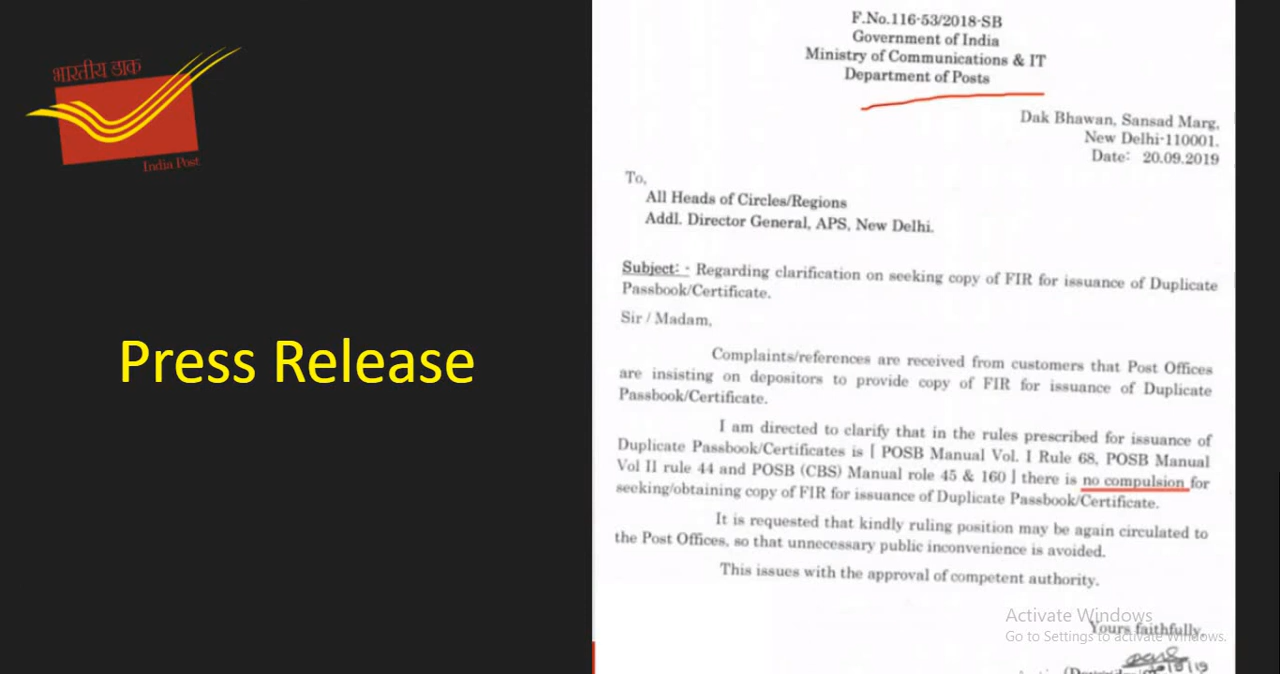 भारतीय डाक
India Post
Press Release
F.No.116-53/2018-SB
Government of India
Ministry of Communications & IT
Department of Posts
Dak Bhawan, Sansad Marg,
New Delhi-110001.
Date: 20.09.2019
To,
All Heads of Circles/Regions
Addl. Director General, APS, New Delhi.
Subject: - Regarding clarification on seeking copy of FIR for issuance of Duplicate
Passbook/Certificate.
Sir / Madam,
Complaints/references are received from customers that Post Offices
are insisting on depositors to provide copy of FIR for issuance of Duplicate
Passbook/Certificate.
I am directed to clarify that in the rules prescribed for issuance of
Duplicate Passbook/Certificates is [ POSB Manual Vol. I Rule 68, POSB Manual
Vol II rule 44 and POSB (CBS) Manual role 45 & 160 ] there is no compulsion for
seeking/obtaining copy of FIR for issuance of Duplicate Passbook/Certificate.
It is requested that kindly ruling position may be again circulated to
the Post Offices, so that unnecessary public inconvenience is avoided.
This issues with the approval of competent authority.
Yours faithfully,
Activate Windows
Go to Settings to activate Windows.